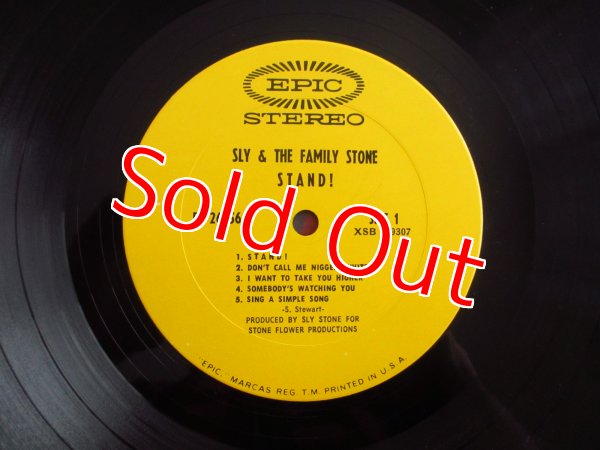 EPIC
STEREO
SLY & THE FAMILY STONE
STAND!
1
XSB
1. STAND!
2. DON'T CALL ME
3. I WANT TO TAKE YOU HIGHER
4. SOMEBODY'S WATCHING YOU
5. SING A SIMPLE SONG
-S. Stewart-
PRODUCED BY SLY STONE FOR
STONE FLOWER PRODUCTIONS
"EPIC," MARCAS REG. T.M. PRINTED IN U.S.A.
Sold Out